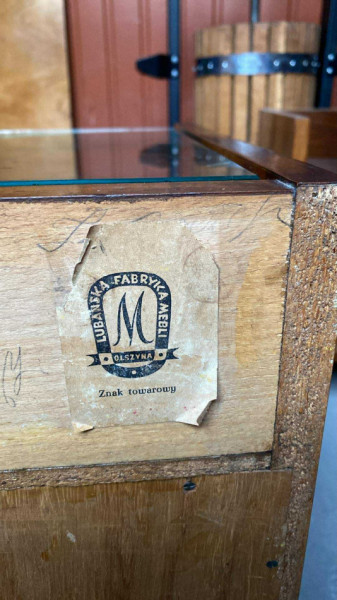 LUBAŃSKA FABRYKA MEBLI
M
OLSZYNA
Znak towarowy